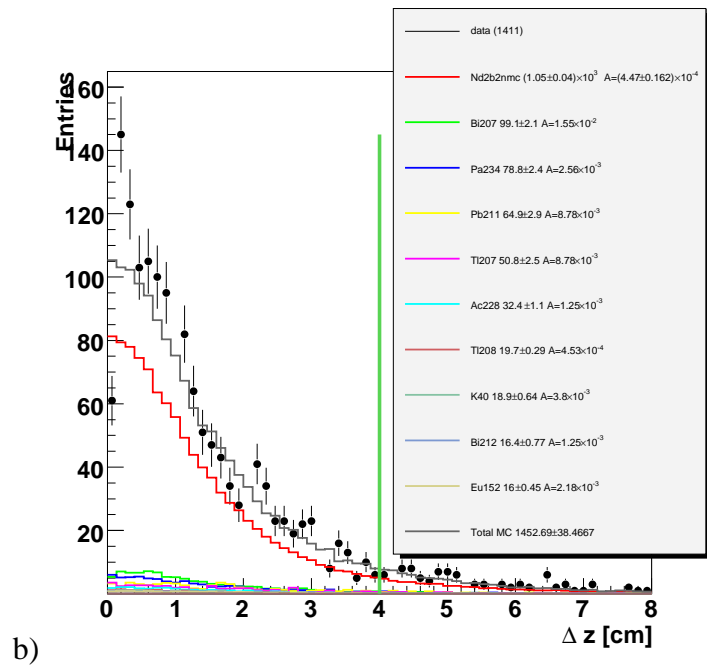 data (1411)
Nd2b2nmc (1.05±0.04)×10³ A=(4.47±0.162)×10⁻⁴
Bi207 99.1±2.1 A=1.55×10⁻²
Pa234 78.8±2.4 A=2.56×10⁻³
Pb211 64.9±2.9 A=8.78×10⁻³
Tl207 50.8±2.5 A=8.78×10⁻³
Ac228 32.4±1.1 A=1.25×10⁻³
Tl208 19.7±0.29 A=4.53×10⁻⁴
K40 18.9±0.64 A=3.8×10⁻³
Bi212 16.4±0.77 A=1.25×10⁻³
Eu152 16±0.45 A=2.18×10⁻³
Total MC 1452.69±38.4667
Entries
160
140
120
100
80
60
40
20
0 1 2 3 4 5 6 7 8
Δ z [cm]
b)